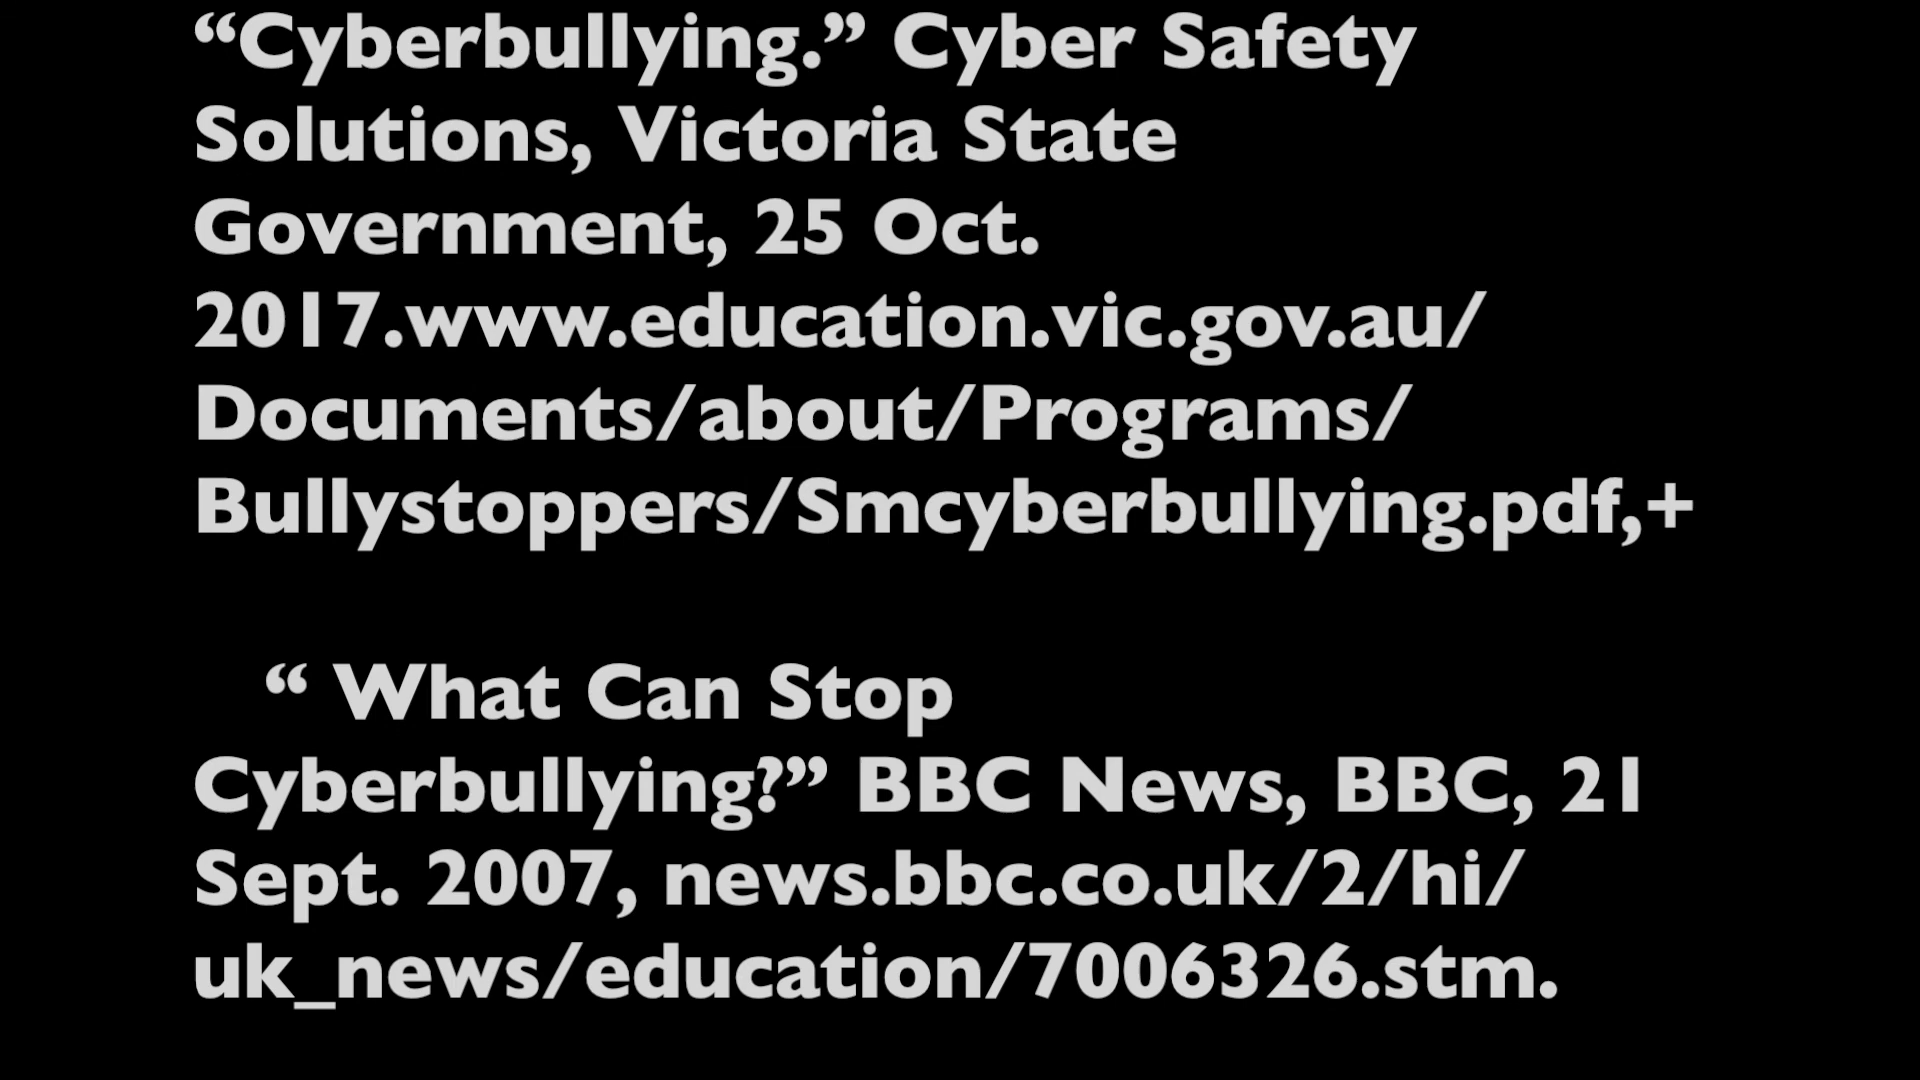 “Cyberbullying.” Cyber Safety
Solutions, Victoria State
Government, 25 Oct.
2017.www.education.vic.gov.au/
Documents/about/Programs/
Bullystoppers/Smcyberbullying.pdf,+
“ What Can Stop
Cyberbullying?” BBC News, BBC, 21
Sept. 2007, news.bbc.co.uk/2/hi/
uk_news/education/7006326.stm.